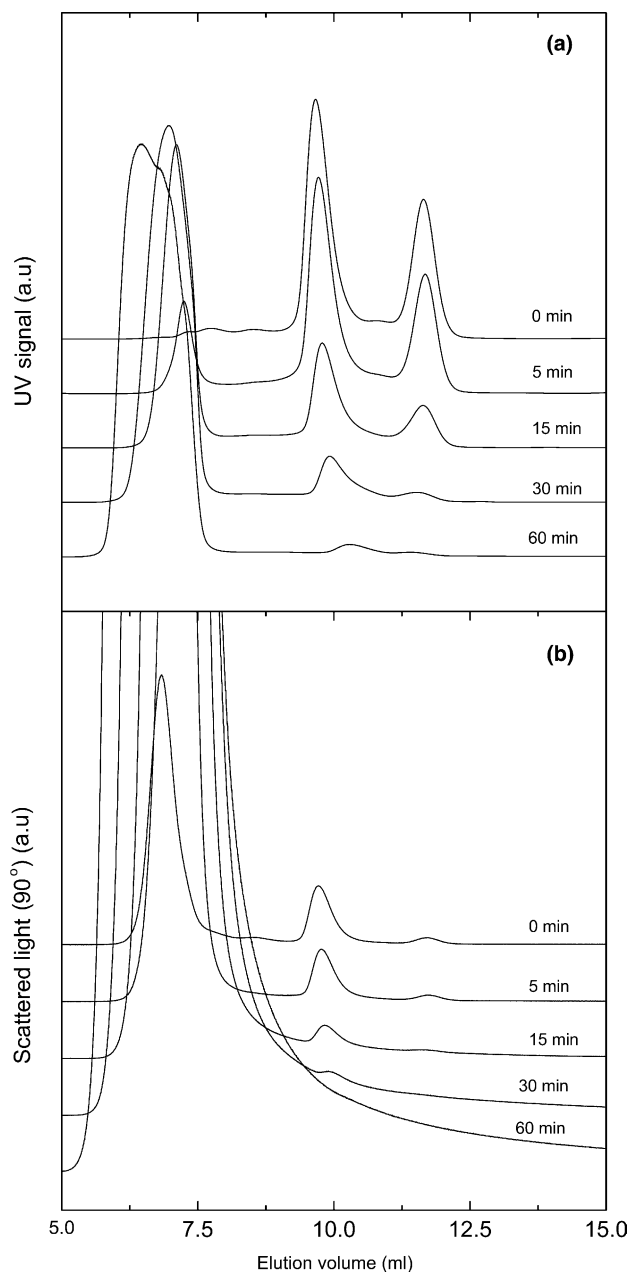 (a)
UV signal (a.u)
0 min
5 min
15 min
30 min
60 min
(b)
Scattered light (90°) (a.u)
0 min
5 min
15 min
30 min
60 min
5.0 7.5 10.0 12.5 15.0
Elution volume (ml)